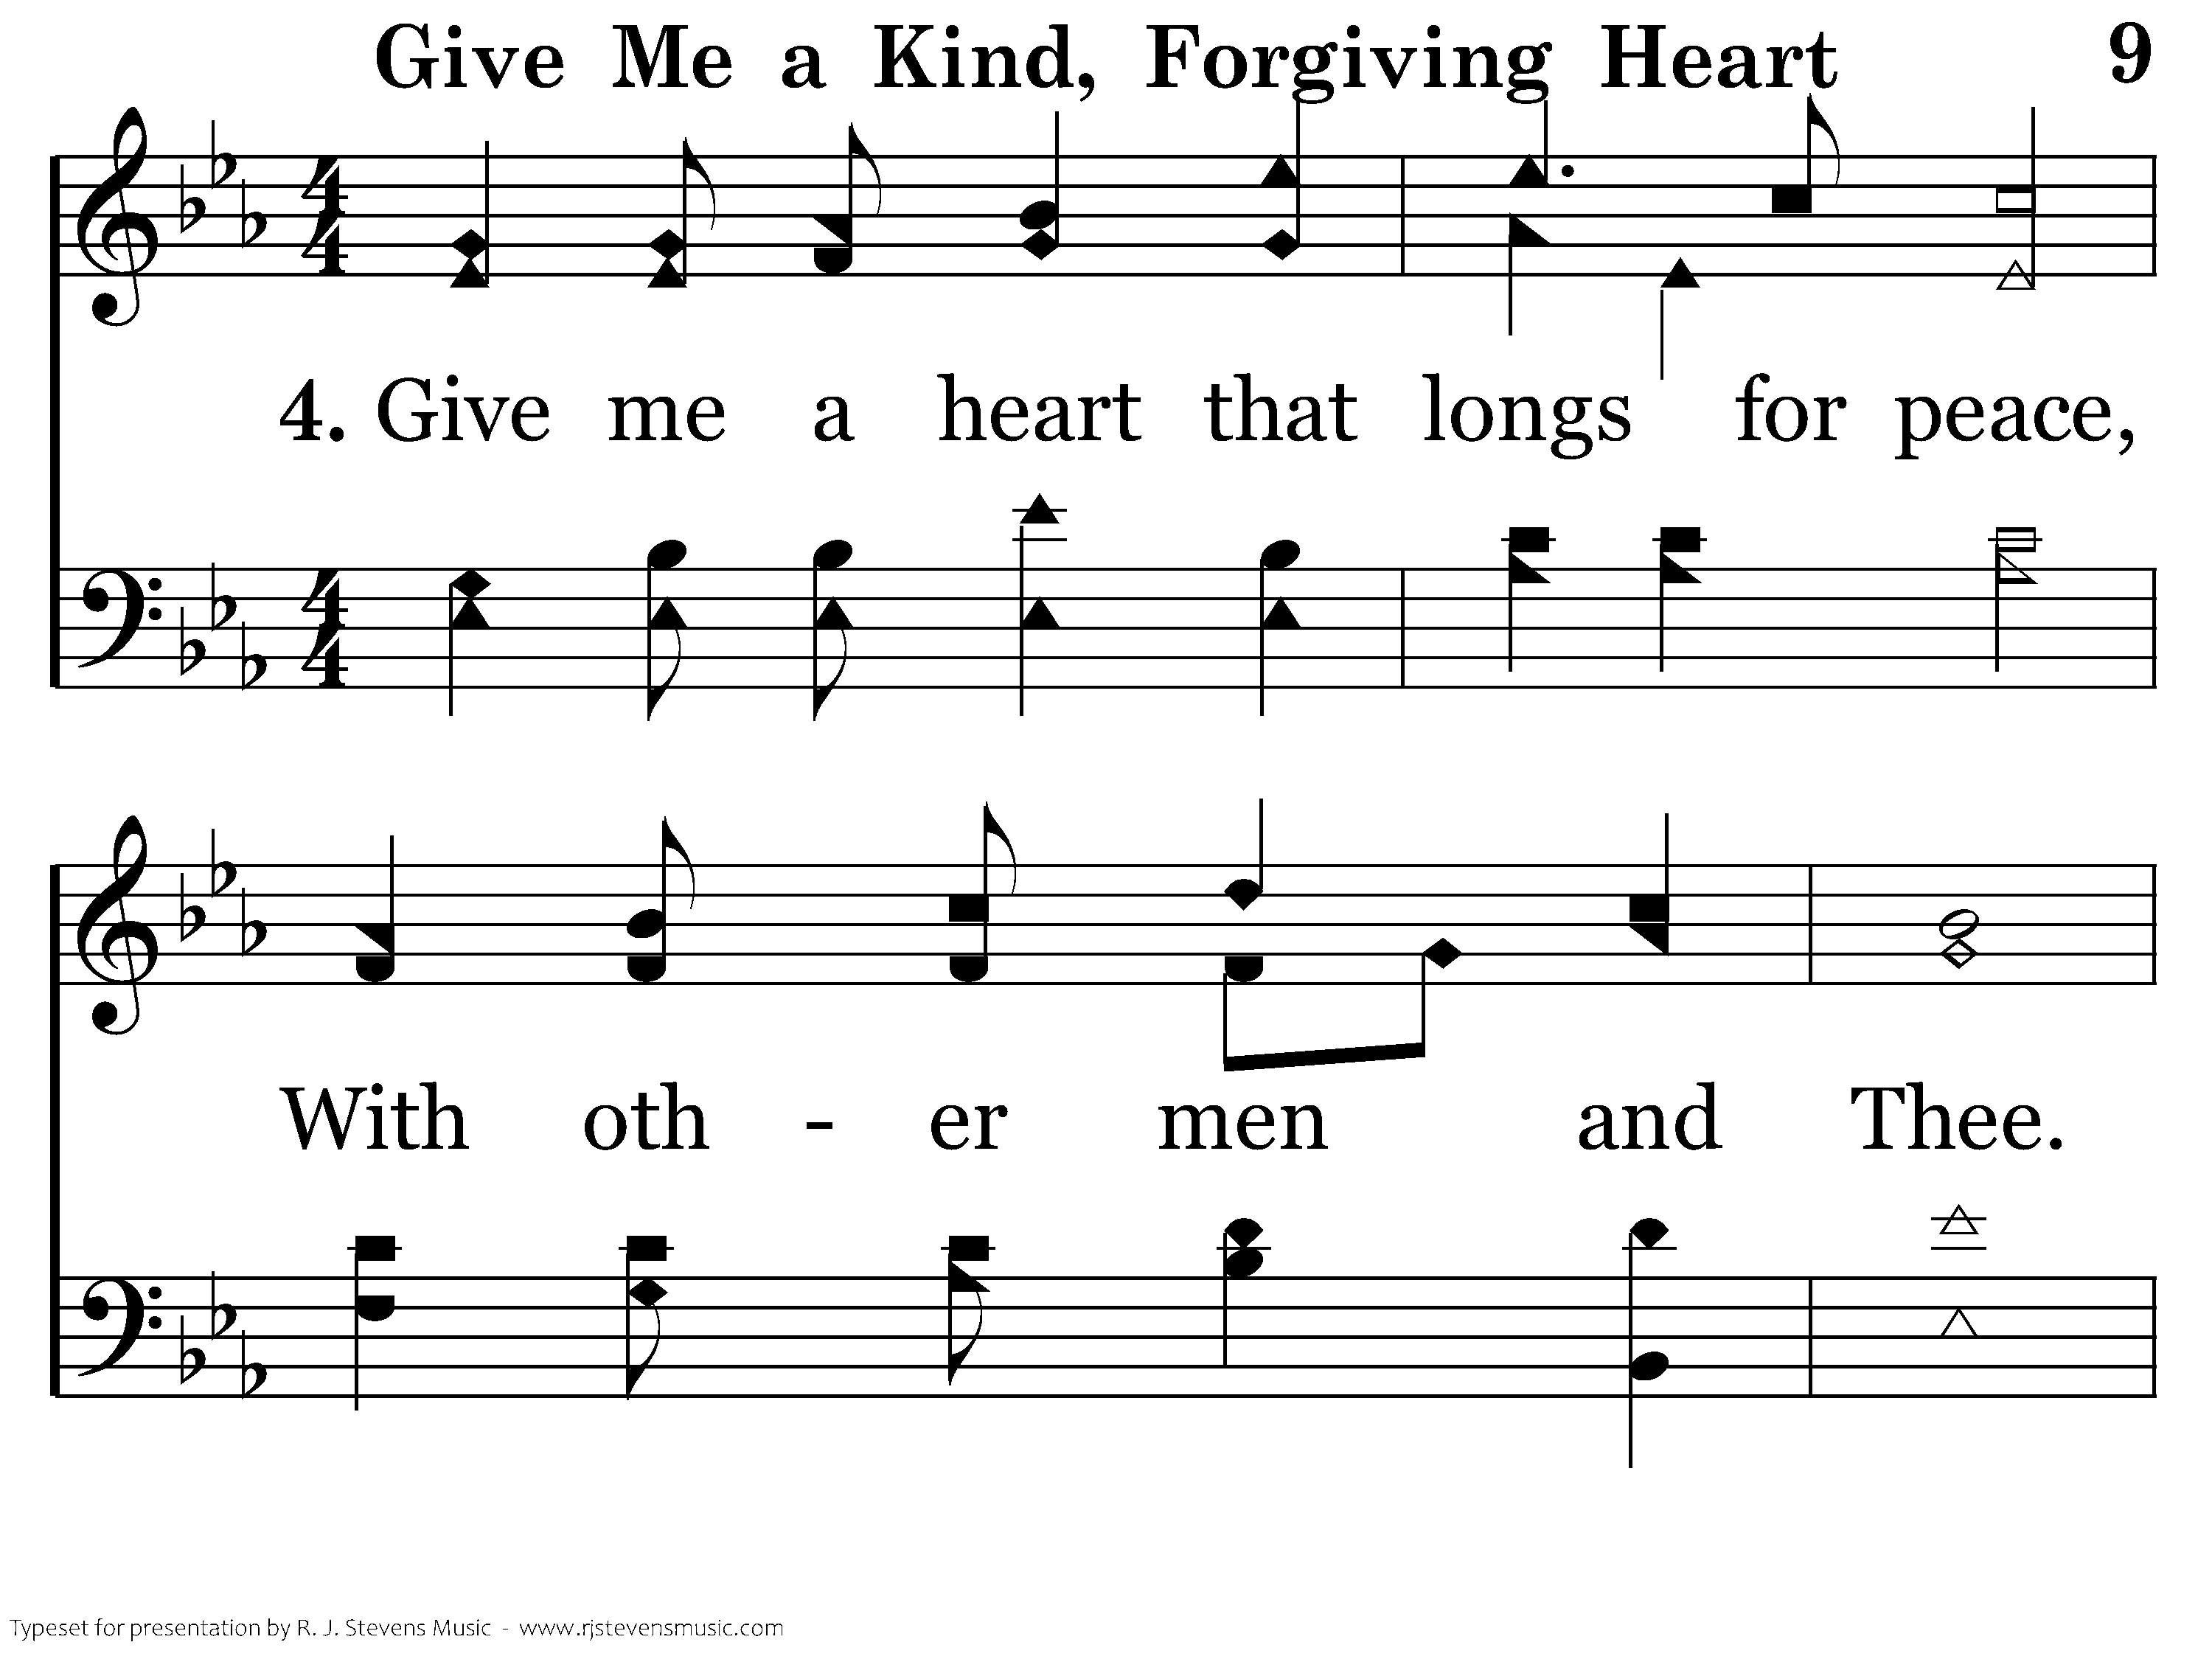 Give Me a Kind, Forgiving Heart 9
4. Give me a heart that longs for peace,
With oth - er men and Thee.
Typeset for presentation by R. J. Stevens Music - www.rjstevensmusic.com